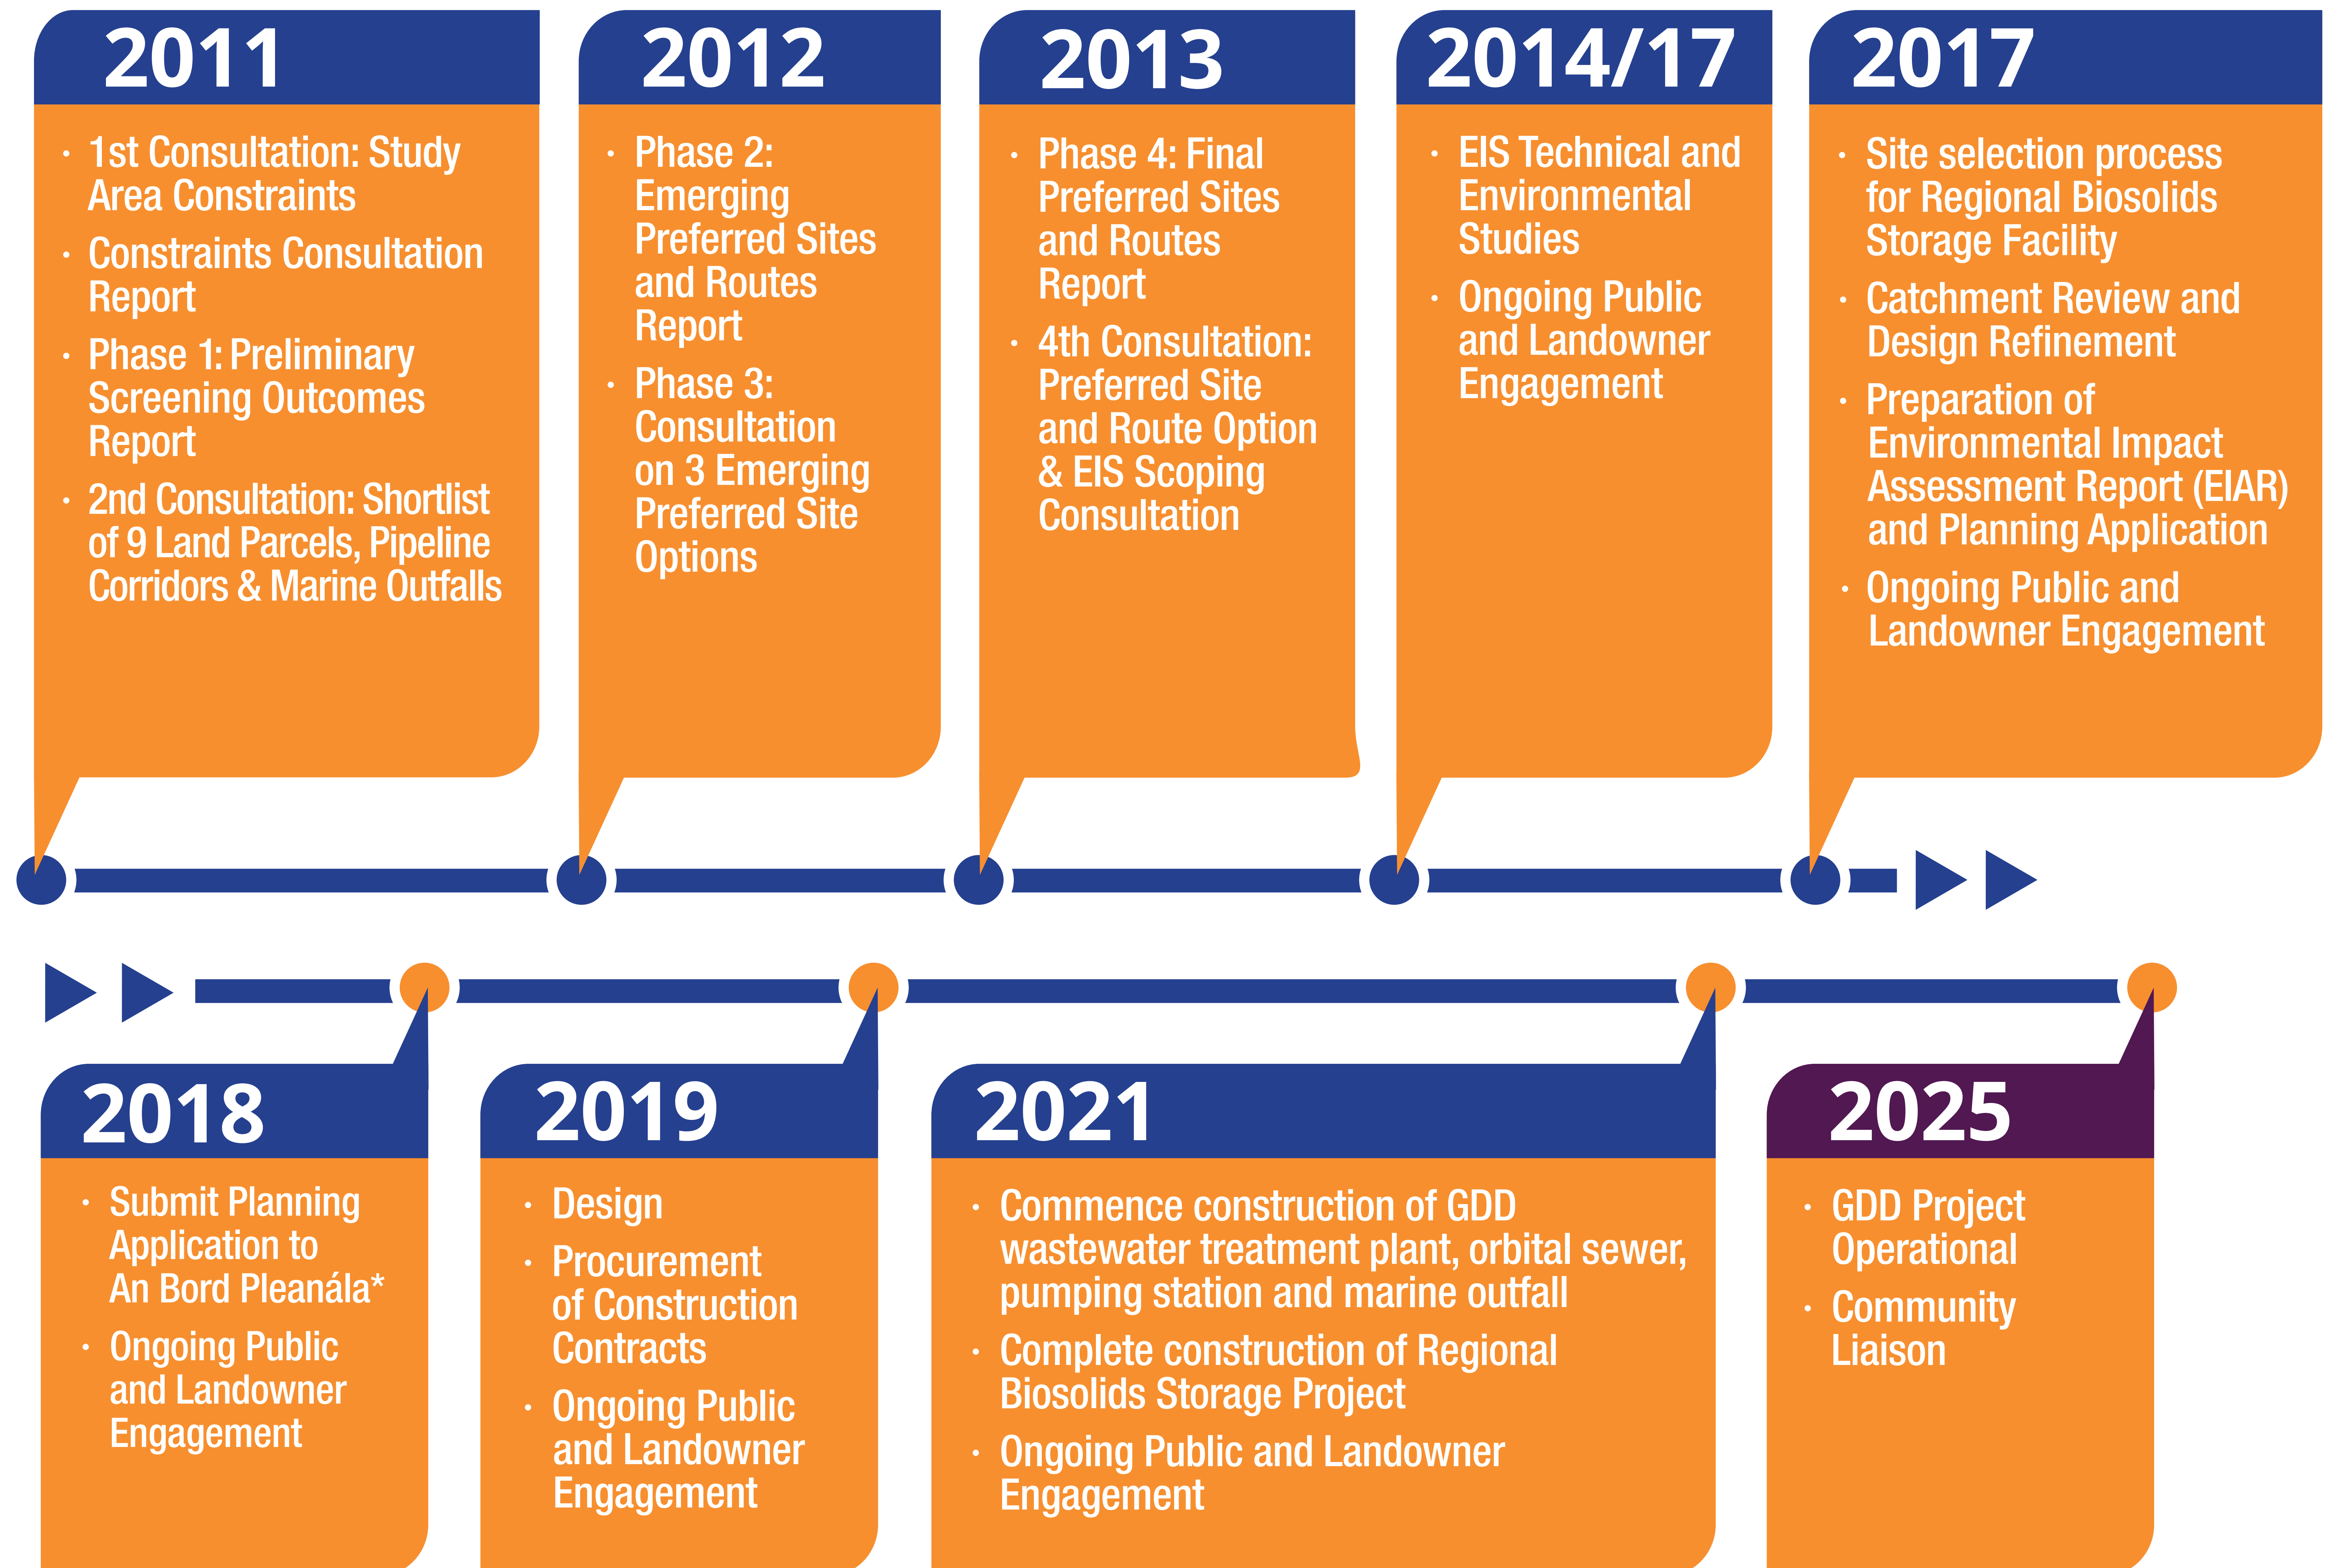 2011
· 1st Consultation: Study
Area Constraints
· Constraints Consultation
Report
· Phase 1: Preliminary
Screening Outcomes
Report
· 2nd Consultation: Shortlist
of 9 Land Parcels, Pipeline
Corridors & Marine Outfalls
2012
· Phase 2:
Emerging
Preferred Sites
and Routes
Report
· Phase 3:
Consultation
on 3 Emerging
Preferred Site
Options
2013
· Phase 4: Final
Preferred Sites
and Routes
Report
· 4th Consultation:
Preferred Site
and Route Option
& EIS Scoping
Consultation
2014/17
· EIS Technical and
Environmental
Studies
· Ongoing Public
and Landowner
Engagement
2017
· Site selection process
for Regional Biosolids
Storage Facility
· Catchment Review and
Design Refinement
· Preparation of
Environmental Impact
Assessment Report (EIAR)
and Planning Application
· Ongoing Public and
Landowner Engagement
2018
· Submit Planning
Application to
An Bord Pleanála*
· Ongoing Public
and Landowner
Engagement
2019
· Design
· Procurement
of Construction
Contracts
· Ongoing Public
and Landowner
Engagement
2021
· Commence construction of GDD
wastewater treatment plant, orbital sewer,
pumping station and marine outfall
· Complete construction of Regional
Biosolids Storage Project
· Ongoing Public and Landowner
Engagement
2025
· GDD Project
Operational
· Community
Liaison